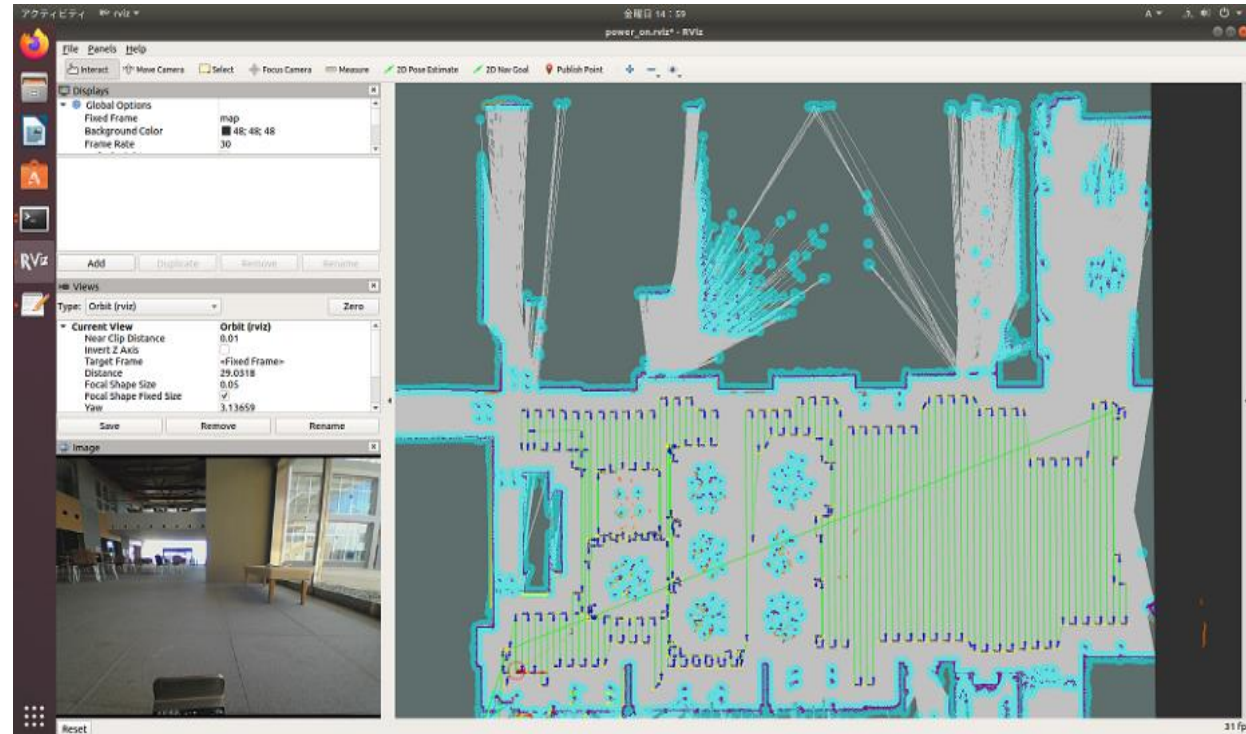 アクティビティ rviz
金曜日 14：59
A
power_on.rviz* - RViz
File Panels Help
Interact Move Camera Select Focus Camera Measure 2D Pose Estimate 2D Nav Goal Publish Point
Displays
Global Options
Fixed Frame map
Background Color 48; 48; 48
Frame Rate 30
Add Duplicate Remove Rename
Views
Type: Orbit (rviz) Zero
Current View Orbit (rviz)
Near Clip Distance 0.01
Invert Z Axis
Target Frame <Fixed Frame>
Distance 29.0318
Focal Shape Size 0.05
Focal Shape Fixed Size
Yaw 3.13659
Save Remove Rename
Image
RViz
Reset
31 fp